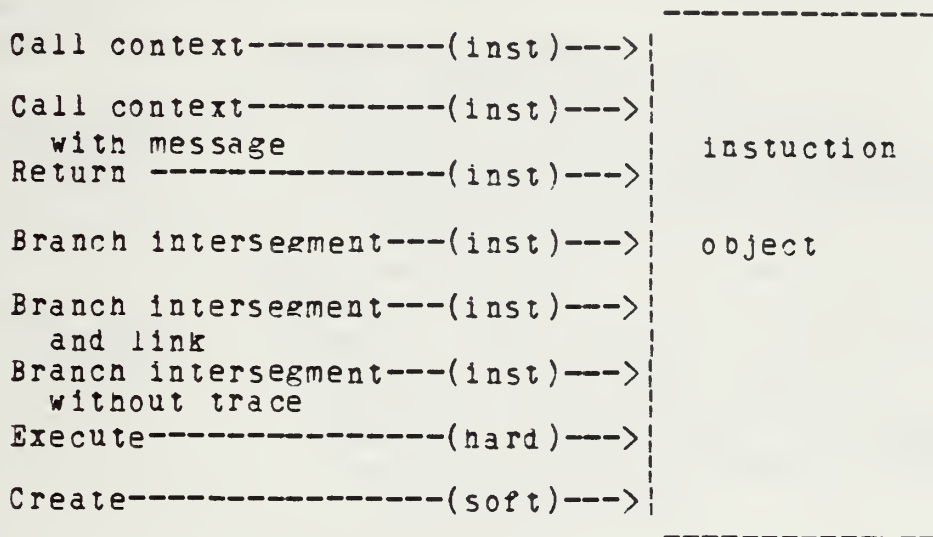 Call context----------(inst)--->
Call context----------(inst)--->
with message
instuction
Return ---------------(inst)--->
Branch intersegment---(inst)--->
object
Branch intersegment---(inst)--->
and link
Branch intersegment---(inst)--->
without trace
Execute---------------(hard)--->
Create----------------(soft)--->